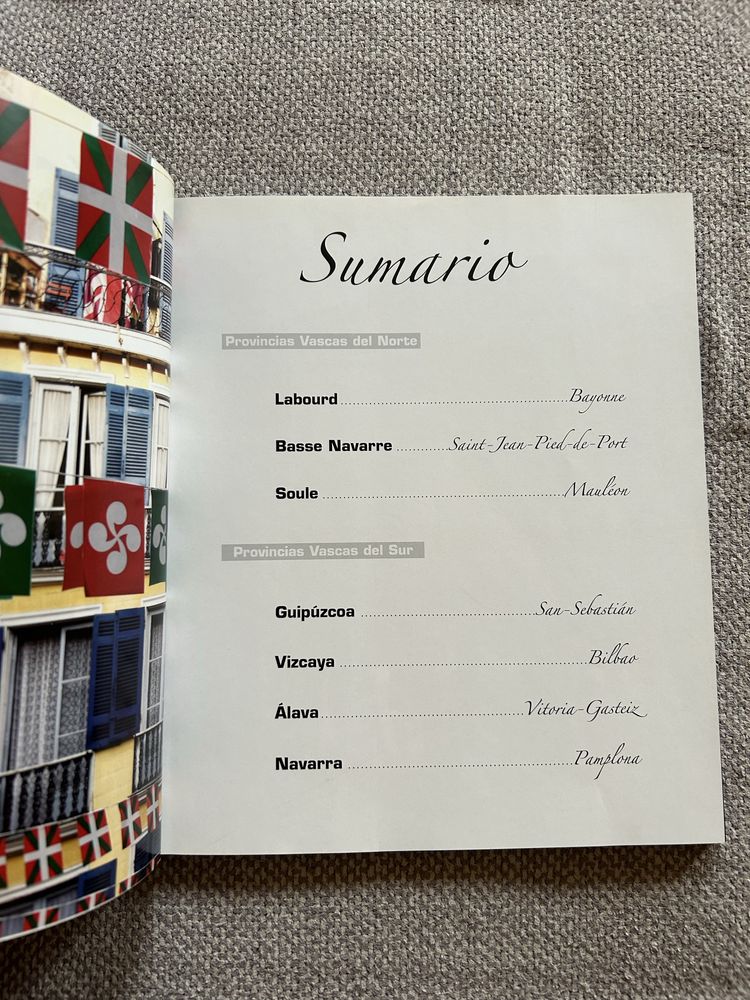 Sumario
Provincias Vascas del Norte
Labourd ........................................................ Bayonne
Basse Navarre ............ Saint-Jean-Pied-de-Port
Soule ............................................................ Mauléon
Provincias Vascas del Sur
Guipúzcoa ........................................... San-Sebastián
Vizcaya ............................................................ Bilbao
Álava ................................................. Vitoria-Gasteiz
Navarra ...................................................... Pamplona